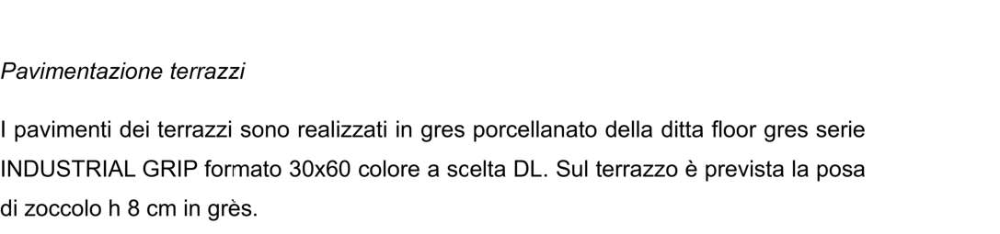 Pavimentazione terrazzi
I pavimenti dei terrazzi sono realizzati in gres porcellanato della ditta floor gres serie
INDUSTRIAL GRIP formato 30x60 colore a scelta DL. Sul terrazzo è prevista la posa
di zoccolo h 8 cm in grès.